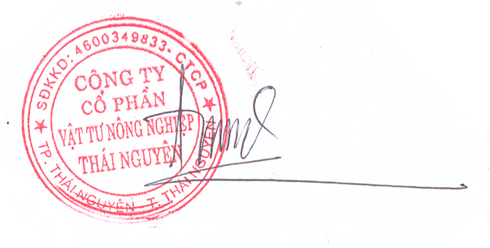 SĐKKD: 4600349833-CTCP
CÔNG TY
CỔ PHẦN
VẬT TƯ NÔNG NGHIỆP
THÁI NGUYÊN
★ TP. THÁI NGUYÊN - T. THÁI NGUYÊN ★